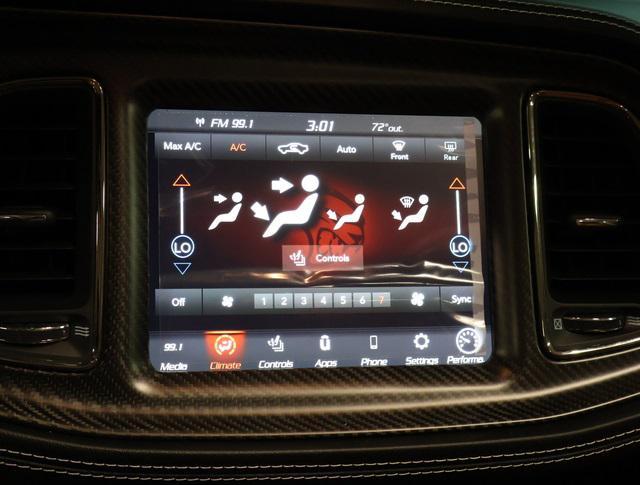 FM 99.1 3:01 72°out.
Max A/C A/C Auto Front Rear
LO LO
Controls
Off 1 2 3 4 5 6 7 Sync
99.1
Media Climate Controls Apps Phone Settings Performa